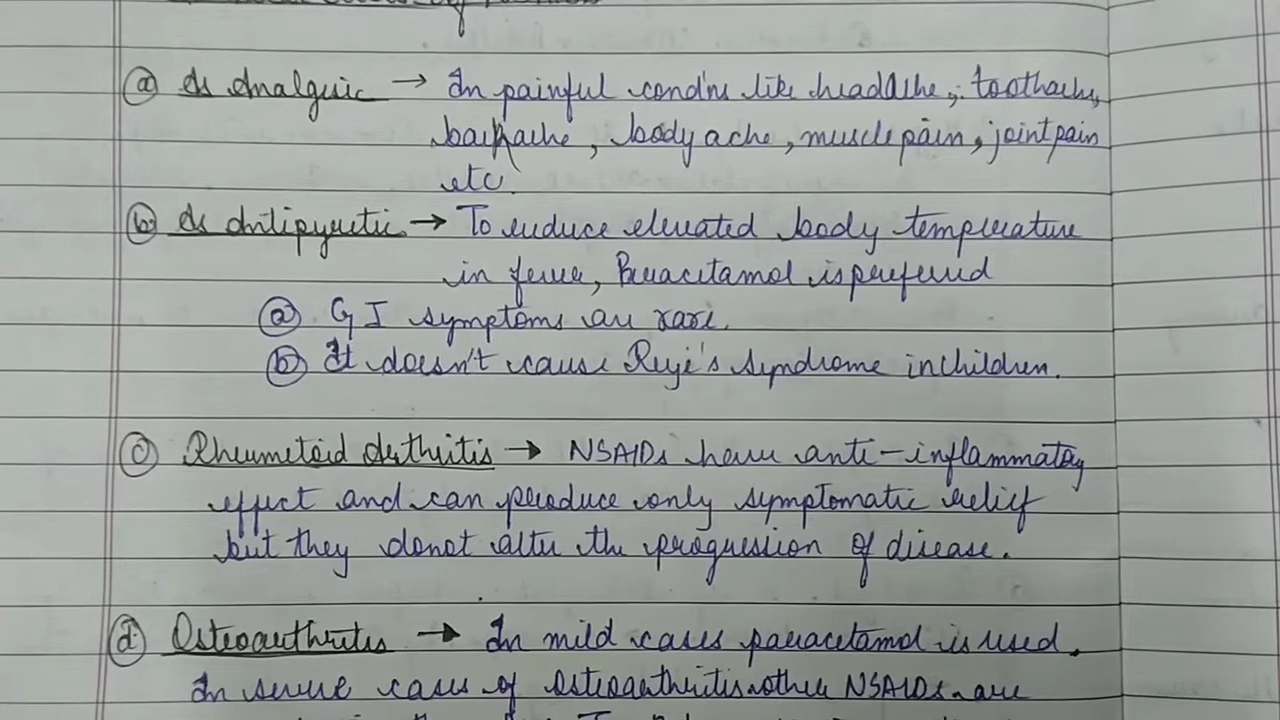 ⓐ As Analgesic → In painful cond'ns like headache, toothache,
backache, body ache, muscle pain, joint pain
etc.
ⓑ As Antipyretic → To reduce elevated body temperature
in fever, Paracetamol is preferred
ⓐ GI symptoms are rare.
ⓑ It doesn't cause Reye's syndrome in children.
ⓒ Rheumetoid Arthritis → NSAIDs have anti-inflammatory
effect and can produce only symptomatic relief
but they donot alter the progression of disease.
ⓓ Osteoarthritis → In mild cases paracetamol is used.
In severe cases of Osteoarthritis other NSAIDs are